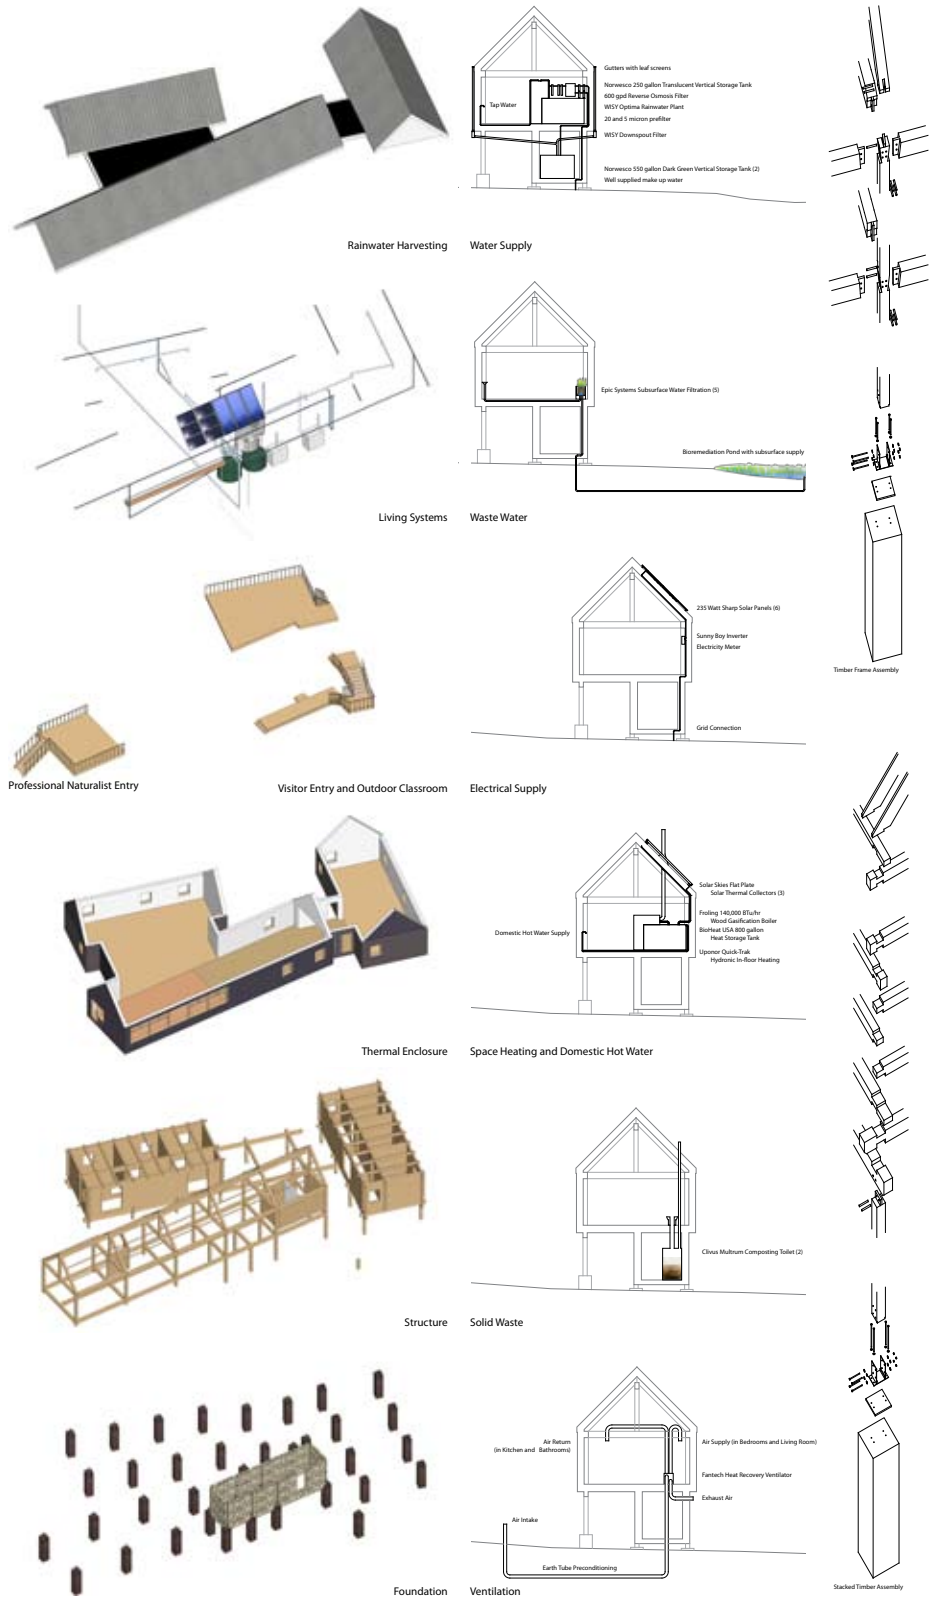 Gutters with leaf screens
Norwesco 250 gallon Translucent Vertical Storage Tank
600 gpd Reverse Osmosis Filter
Tap Water
WISY Optima Rainwater Plant
20 and 5 micron prefilter
WISY Downspout Filter
Norwesco 550 gallon Dark Green Vertical Storage Tank (2)
Well supplied make up water
Rainwater Harvesting
Water Supply
Epic Systems Subsurface Water Filtration (5)
Bioremediation Pond with subsurface supply
Living Systems
Waste Water
235 Watt Sharp Solar Panels (6)
Sunny Boy Inverter
Electricity Meter
Timber Frame Assembly
Grid Connection
Professional Naturalist Entry
Visitor Entry and Outdoor Classroom
Electrical Supply
Solar Skies Flat Plate
Solar Thermal Collectors (3)
Froling 140,000 BTu/hr
Wood Gasification Boiler
Domestic Hot Water Supply
BioHeat USA 800 gallon
Heat Storage Tank
Uponor Quick-Trak
Hydronic In-floor Heating
Thermal Enclosure
Space Heating and Domestic Hot Water
Clivus Multrum Composting Toilet (2)
Structure
Solid Waste
Air Return
(in Kitchen and Bathrooms)
Air Supply (in Bedrooms and Living Room)
Fantech Heat Recovery Ventilator
Exhaust Air
Air Intake
Earth Tube Preconditioning
Stacked Timber Assembly
Foundation
Ventilation